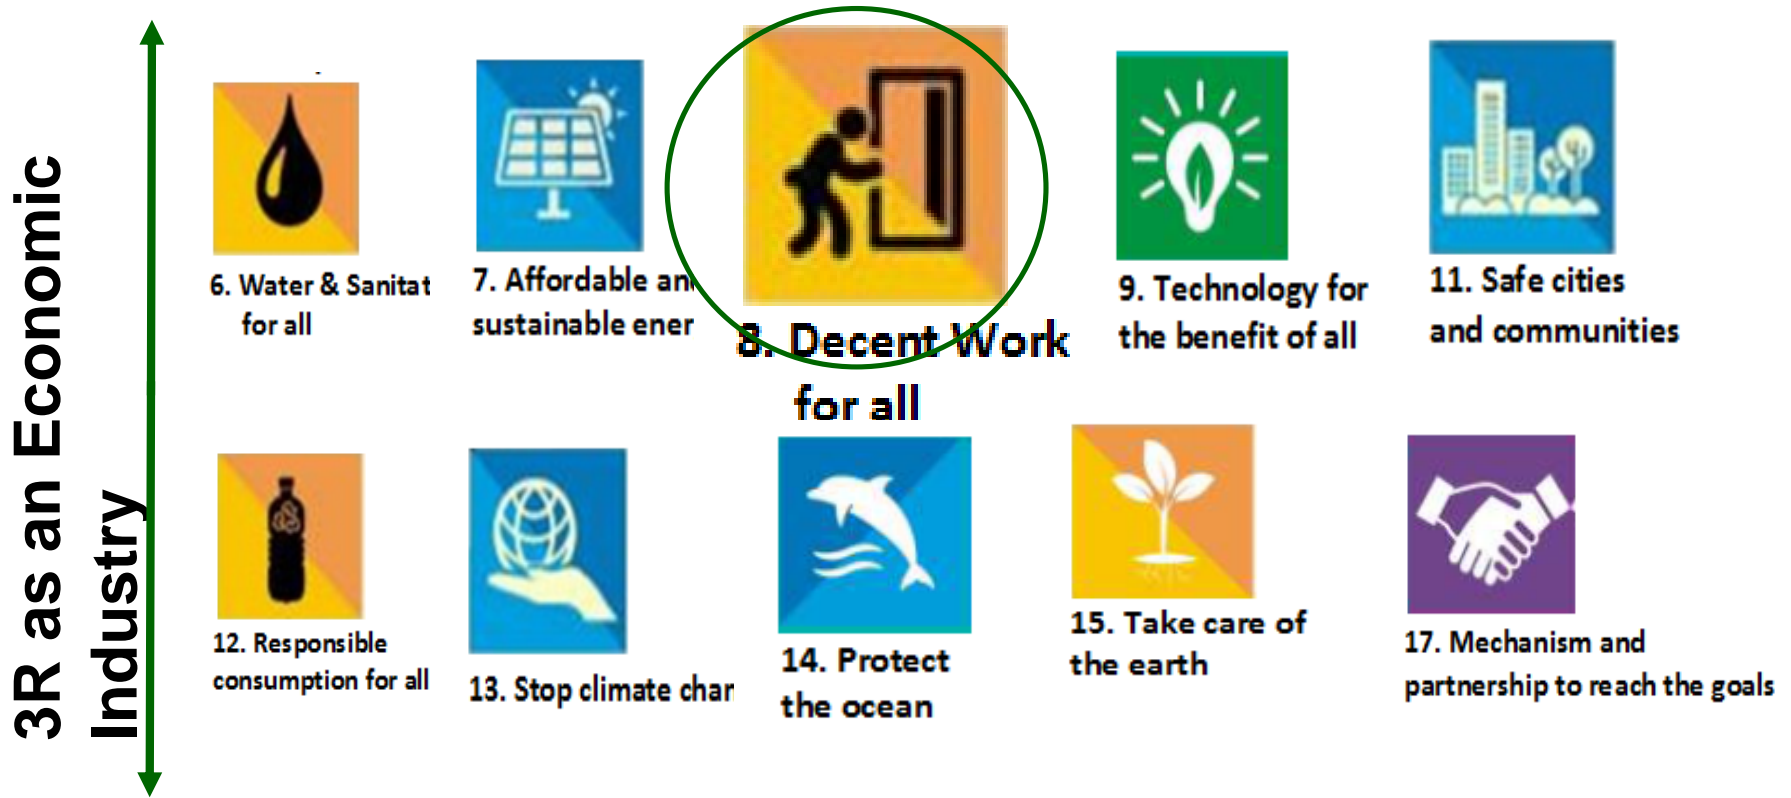 3R as an Economic
Industry
6. Water & Sanitat
for all
7. Affordable an
sustainable ener
8. Decent Work
for all
9. Technology for
the benefit of all
11. Safe cities
and communities
12. Responsible
consumption for all
13. Stop climate char
14. Protect
the ocean
15. Take care of
the earth
17. Mechanism and
partnership to reach the goals